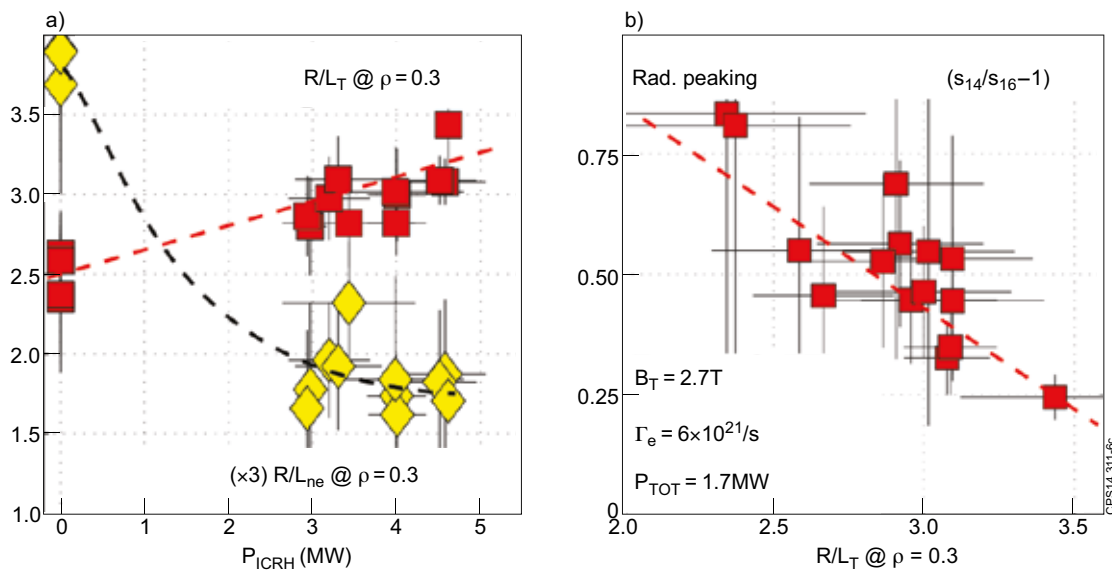 a)
R/L_T @ ρ = 0.3
3.5
3.0
2.5
2.0
1.5
1.0
(×3) R/L_ne @ ρ = 0.3
0 1 2 3 4 5
P_ICRH (MW)
b)
Rad. peaking (s_14/s_16–1)
0.75
0.50
0.25
0
B_T = 2.7T
Γ_e = 6×10^21/s
P_TOT = 1.7MW
2.0 2.5 3.0 3.5
R/L_T @ ρ = 0.3